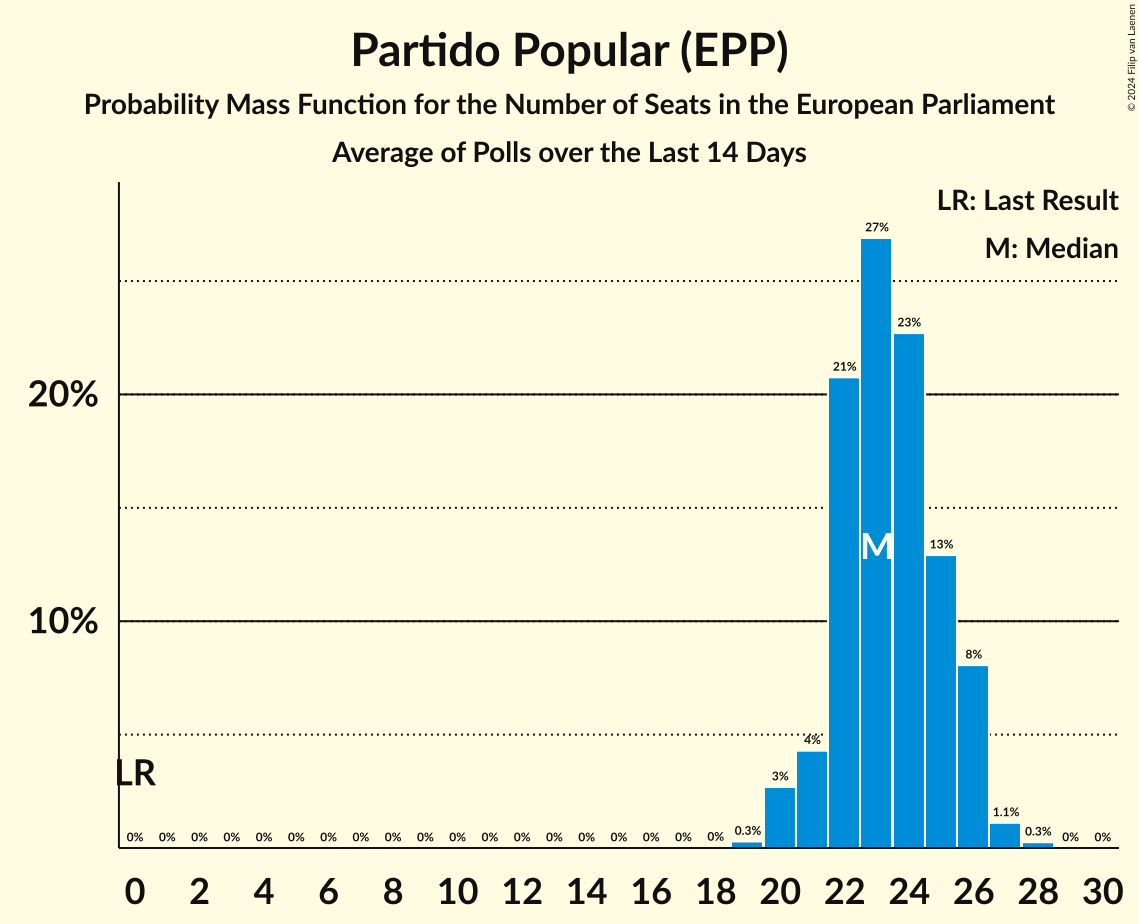 Partido Popular (EPP)
Probability Mass Function for the Number of Seats in the European Parliament
Average of Polls over the Last 14 Days
© 2024 Filip van Laenen
LR: Last Result
M: Median
27%
23%
21%
20%
13%
M
10%
8%
4%
LR
3%
1.1%
0% 0% 0% 0% 0% 0% 0% 0% 0% 0% 0% 0% 0% 0% 0% 0% 0% 0% 0% 0.3% 0.3% 0% 0%
0 2 4 6 8 10 12 14 16 18 20 22 24 26 28 30